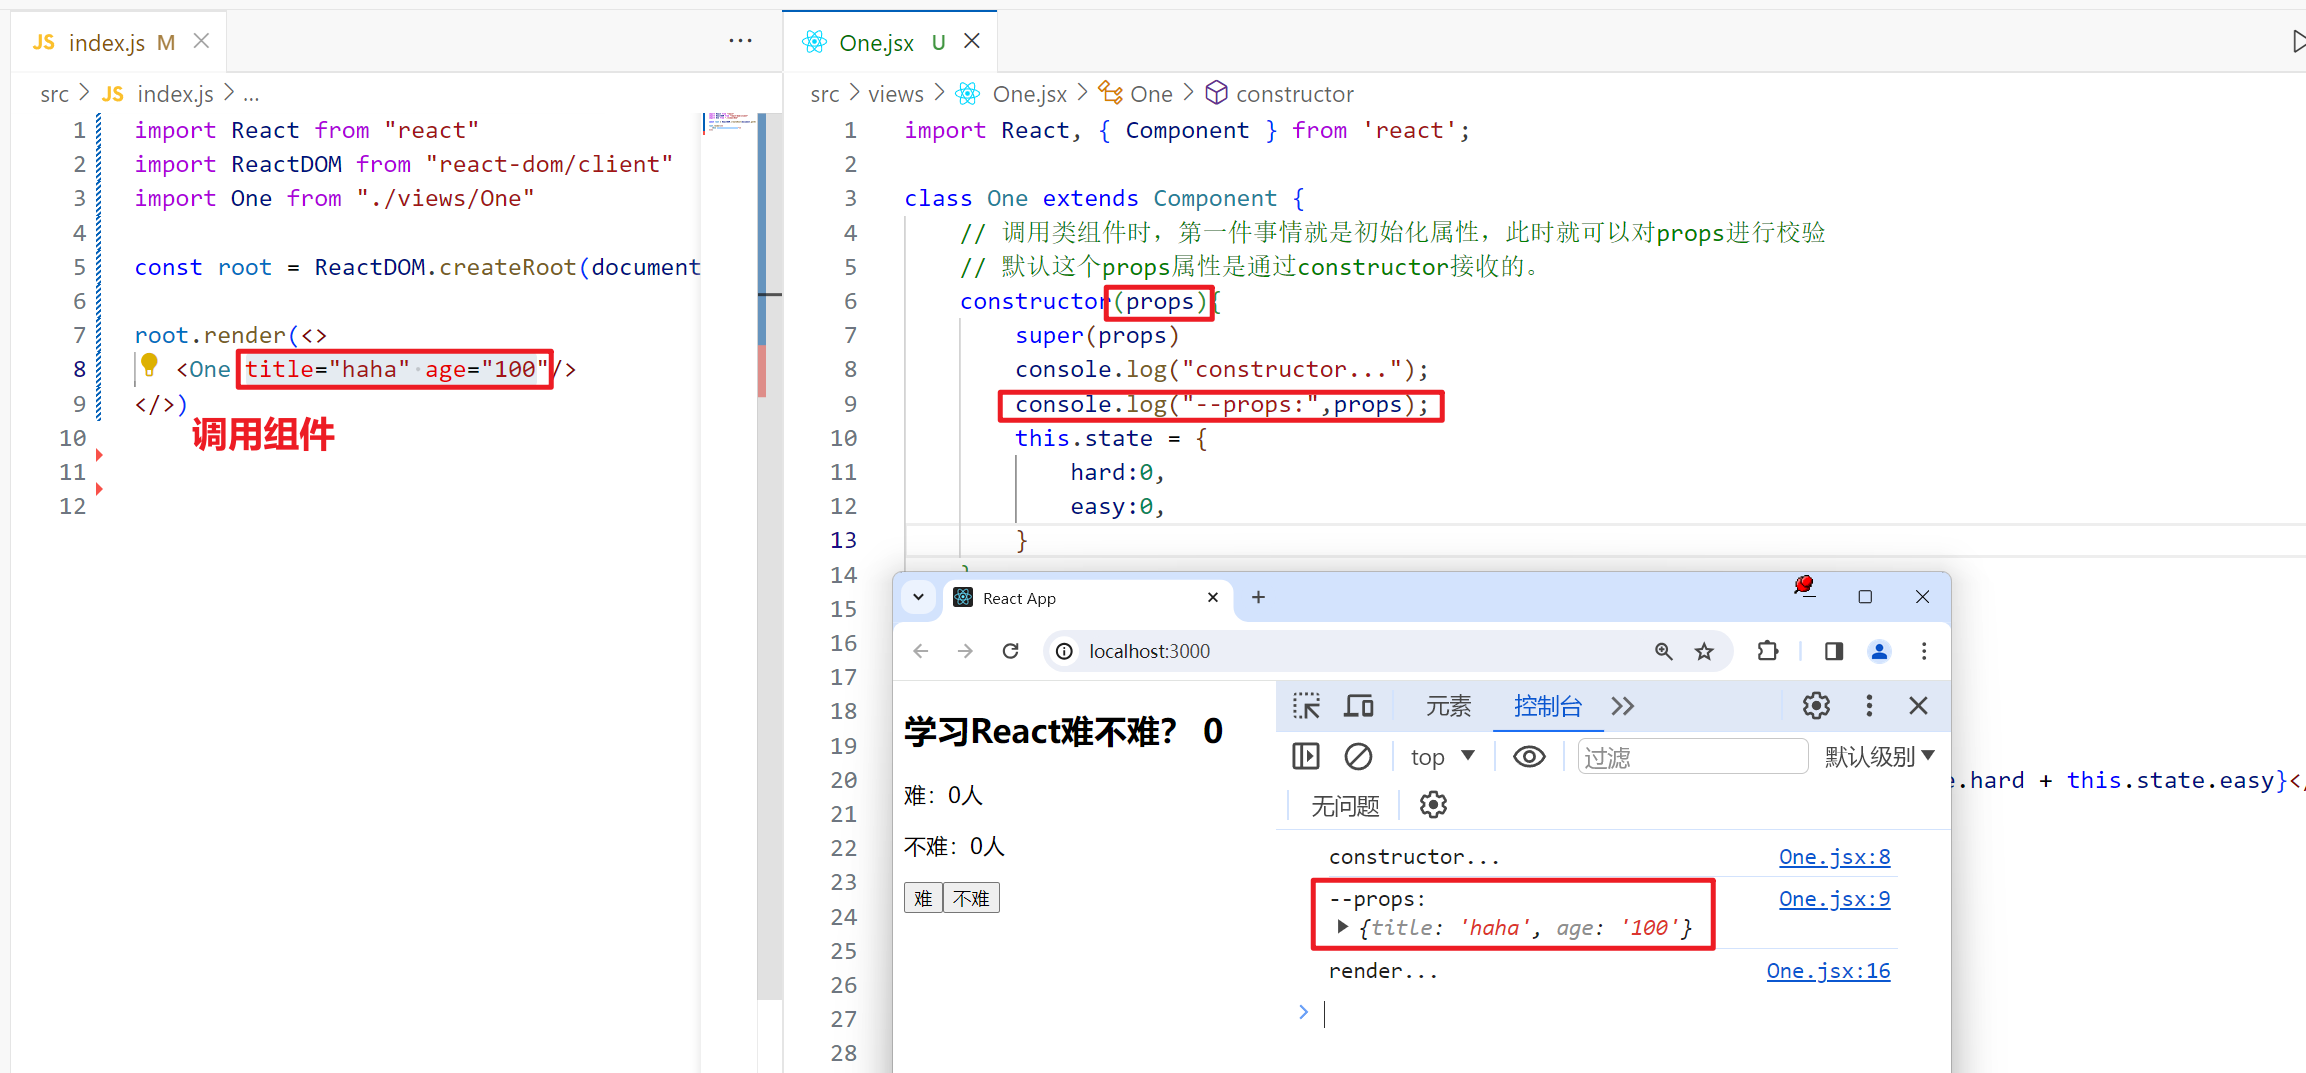 JS index.js M
src > JS index.js > ...
1 import React from "react"
2 import ReactDOM from "react-dom/client"
3 import One from "./views/One"
4
5 const root = ReactDOM.createRoot(document
6
7 root.render(<>
8 <One title="haha" age="100"/>
9 </>)
调用组件
10
11
12
One.jsx U
src > views > One.jsx > One > constructor
1 import React, { Component } from 'react';
2
3 class One extends Component {
4 // 调用类组件时，第一件事情就是初始化属性，此时就可以对props进行校验
5 // 默认这个props属性是通过constructor接收的。
6 constructor(props){
7 super(props)
8 console.log("constructor...");
9 console.log("--props:",props);
10 this.state = {
11 hard:0,
12 easy:0,
13 }
14 }
15
16
17
18
19
20 .hard + this.state.easy}<
21
22
23
24
25
26
27
28
React App
localhost:3000
学习React难不难？ 0
难：0人
不难：0人
难 不难
元素 控制台
top 过滤 默认级别
无问题
constructor... One.jsx:8
--props: One.jsx:9
{title: 'haha', age: '100'}
render... One.jsx:16